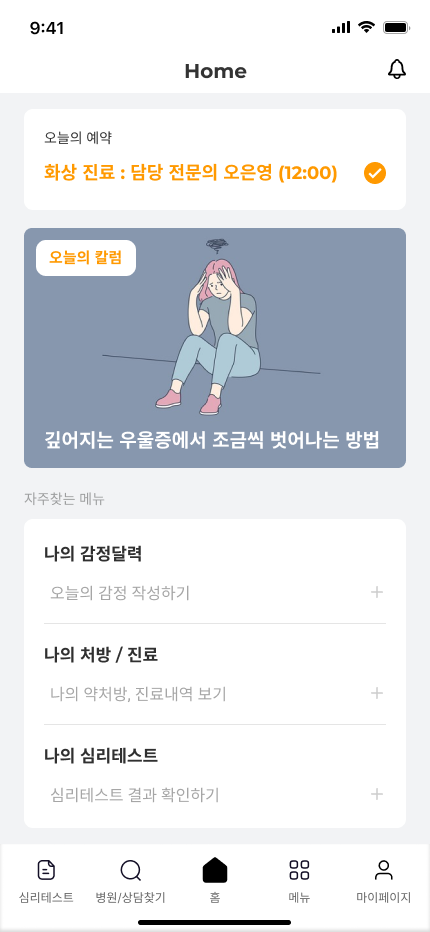 9:41
Home
오늘의 예약
화상 진료 : 담당 전문의 오은영 (12:00)
오늘의 칼럼
깊어지는 우울증에서 조금씩 벗어나는 방법
자주찾는 메뉴
나의 감정달력
오늘의 감정 작성하기
나의 처방 / 진료
나의 약처방, 진료내역 보기
나의 심리테스트
심리테스트 결과 확인하기
심리테스트
병원/상담찾기
홈
메뉴
마이페이지